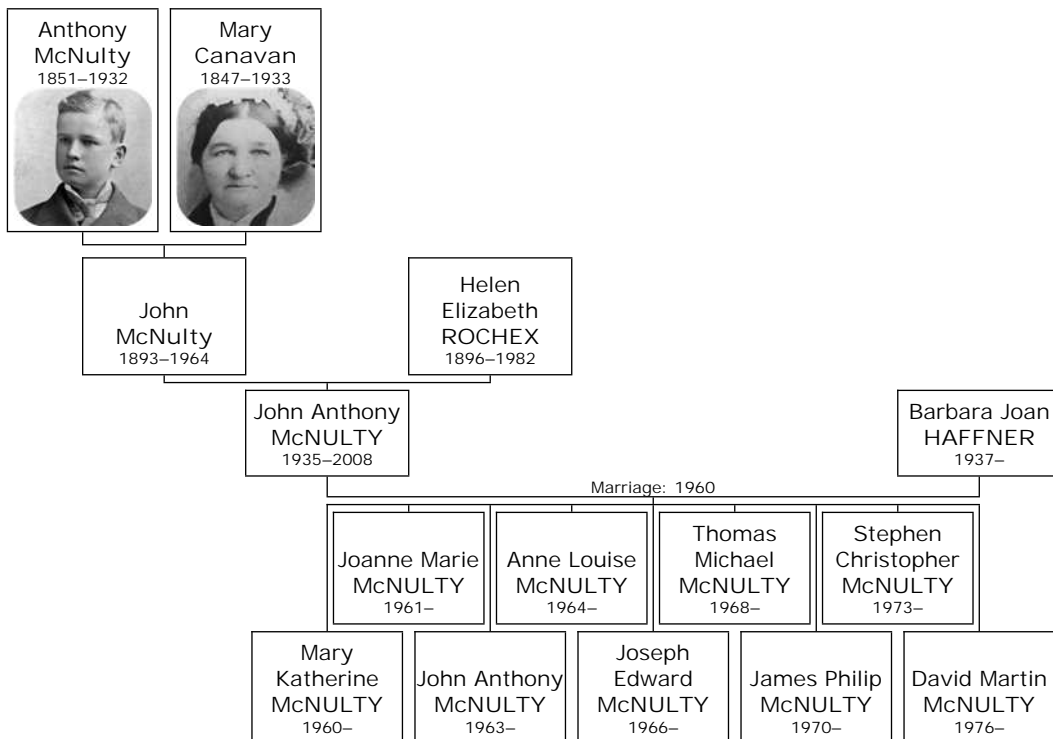 Anthony
McNulty
1851–1932
Mary
Canavan
1847–1933
John
McNulty
1893–1964
Helen
Elizabeth
ROCHEX
1896–1982
John Anthony
McNULTY
1935–2008
Barbara Joan
HAFFNER
1937–
Marriage: 1960
Joanne Marie
McNULTY
1961–
Anne Louise
McNULTY
1964–
Thomas
Michael
McNULTY
1968–
Stephen
Christopher
McNULTY
1973–
Mary
Katherine
McNULTY
1960–
John Anthony
McNULTY
1963–
Joseph
Edward
McNULTY
1966–
James Philip
McNULTY
1970–
David Martin
McNULTY
1976–